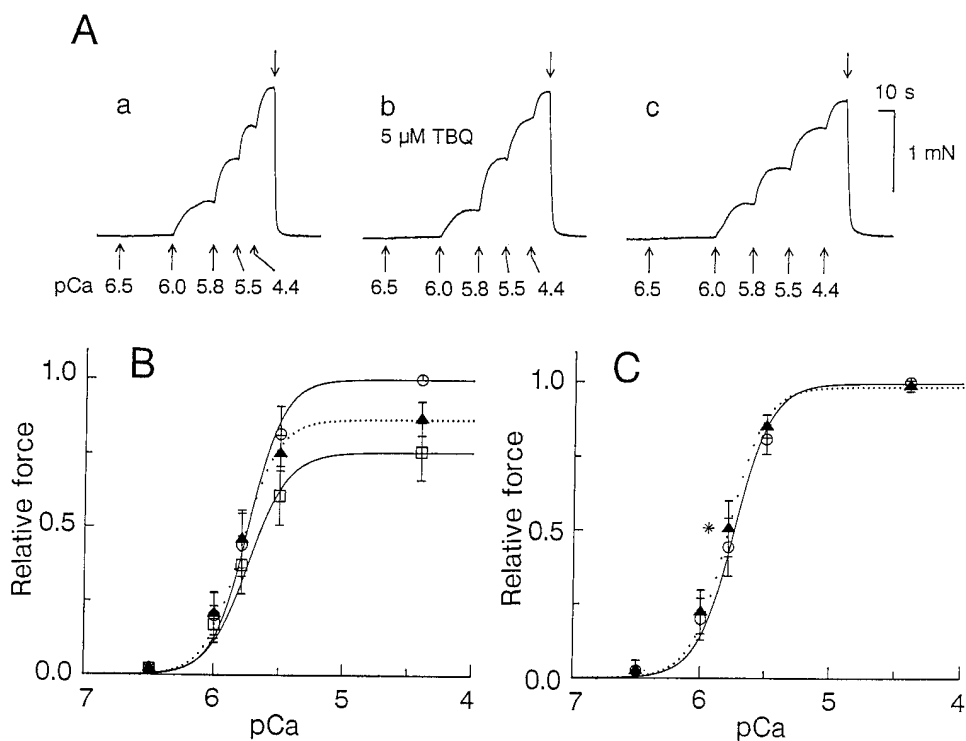 A
a
b
5 µM TBQ
c
10 s
1 mN
pCa 6.5 6.0 5.8 5.5 4.4
6.5 6.0 5.8 5.5 4.4
6.5 6.0 5.8 5.5 4.4
B
Relative force
1.0
0.5
0.0
7 6 5 4
pCa
C
Relative force
1.0
0.5
0.0
*
7 6 5 4
pCa